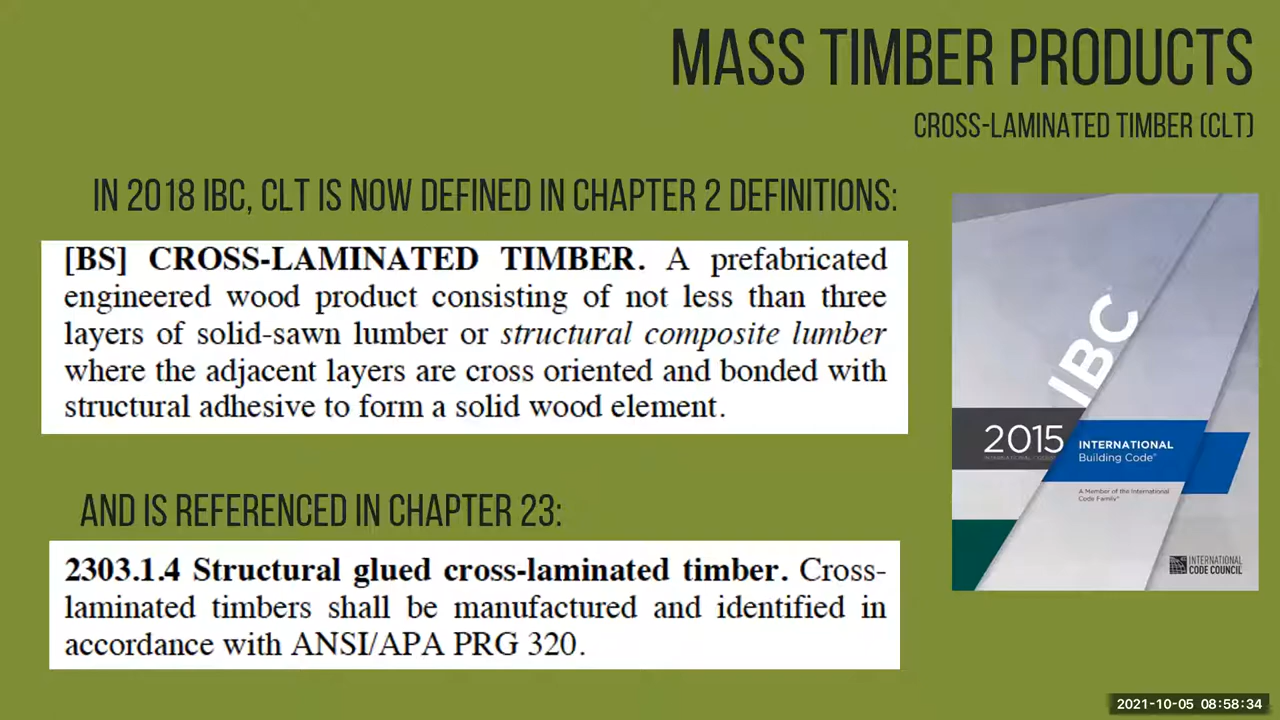 MASS TIMBER PRODUCTS
CROSS-LAMINATED TIMBER (CLT)
IN 2018 IBC, CLT IS NOW DEFINED IN CHAPTER 2 DEFINITIONS:
[BS] CROSS-LAMINATED TIMBER. A prefabricated
engineered wood product consisting of not less than three
layers of solid-sawn lumber or structural composite lumber
where the adjacent layers are cross oriented and bonded with
structural adhesive to form a solid wood element.
IBC
2015
INTERNATIONAL
Building Code®
A Member of the International
Code Family®
INTERNATIONAL
CODE COUNCIL
AND IS REFERENCED IN CHAPTER 23:
2303.1.4 Structural glued cross-laminated timber. Cross-
laminated timbers shall be manufactured and identified in
accordance with ANSI/APA PRG 320.
2021-10-05 08:58:34